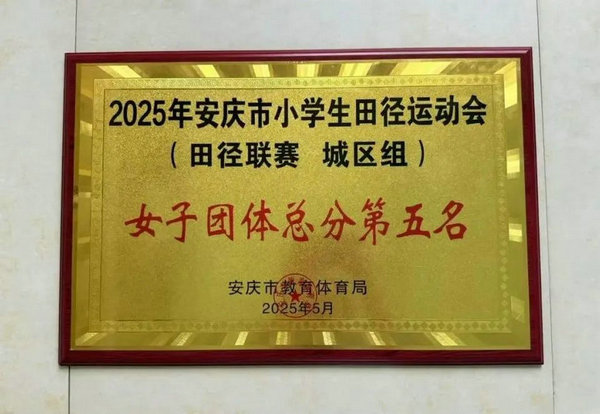 2025年安庆市小学生田径运动会
（田径联赛 城区组）
女子团体总分第五名
安庆市教育体育局
2025年5月